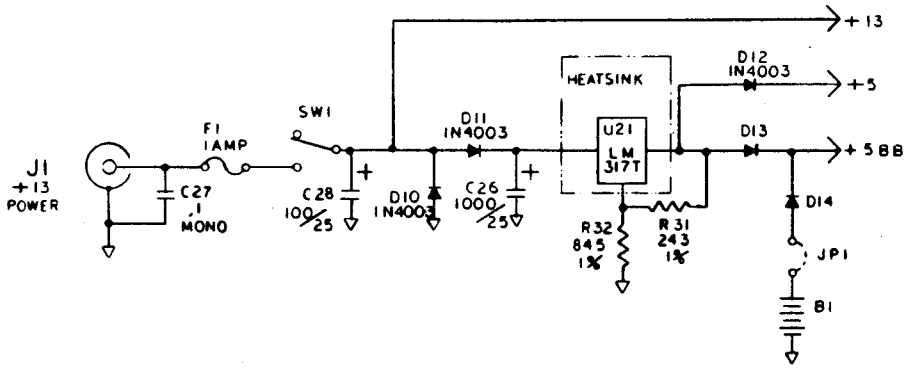 +13
D12
1N4003
HEATSINK
+5
SW1
F1
1AMP
D11
1N4003
U21
LM
317T
D13
+5BB
J1
+13
POWER
C27
.1
MONO
C28
100/25
+
D10
1N4003
C26
1000/25
+
R32
845
1%
R31
243
1%
D14
JP1
B1